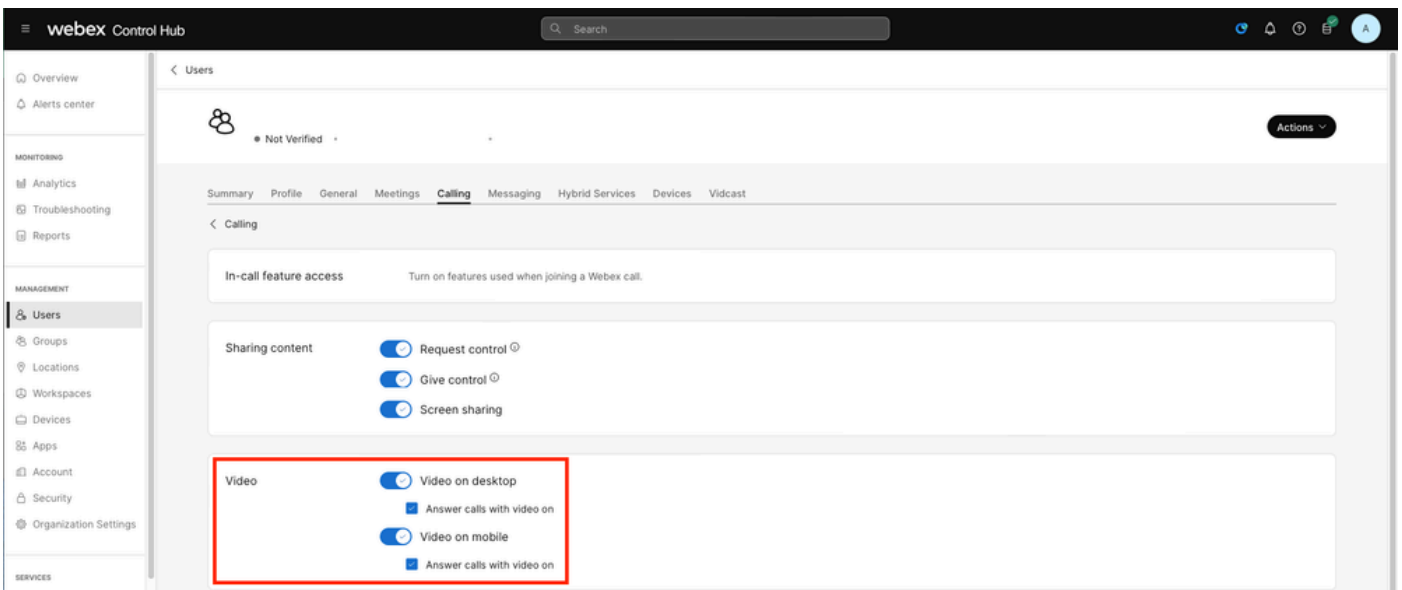 webex Control Hub
Search
A
Overview
Alerts center
MONITORING
Analytics
Troubleshooting
Reports
MANAGEMENT
Users
Groups
Locations
Workspaces
Devices
Apps
Account
Security
Organization Settings
SERVICES
Users
Not Verified
Actions
Summary Profile General Meetings Calling Messaging Hybrid Services Devices Vidcast
Calling
In-call feature access Turn on features used when joining a Webex call.
Sharing content Request control
Give control
Screen sharing
Video Video on desktop
Answer calls with video on
Video on mobile
Answer calls with video on